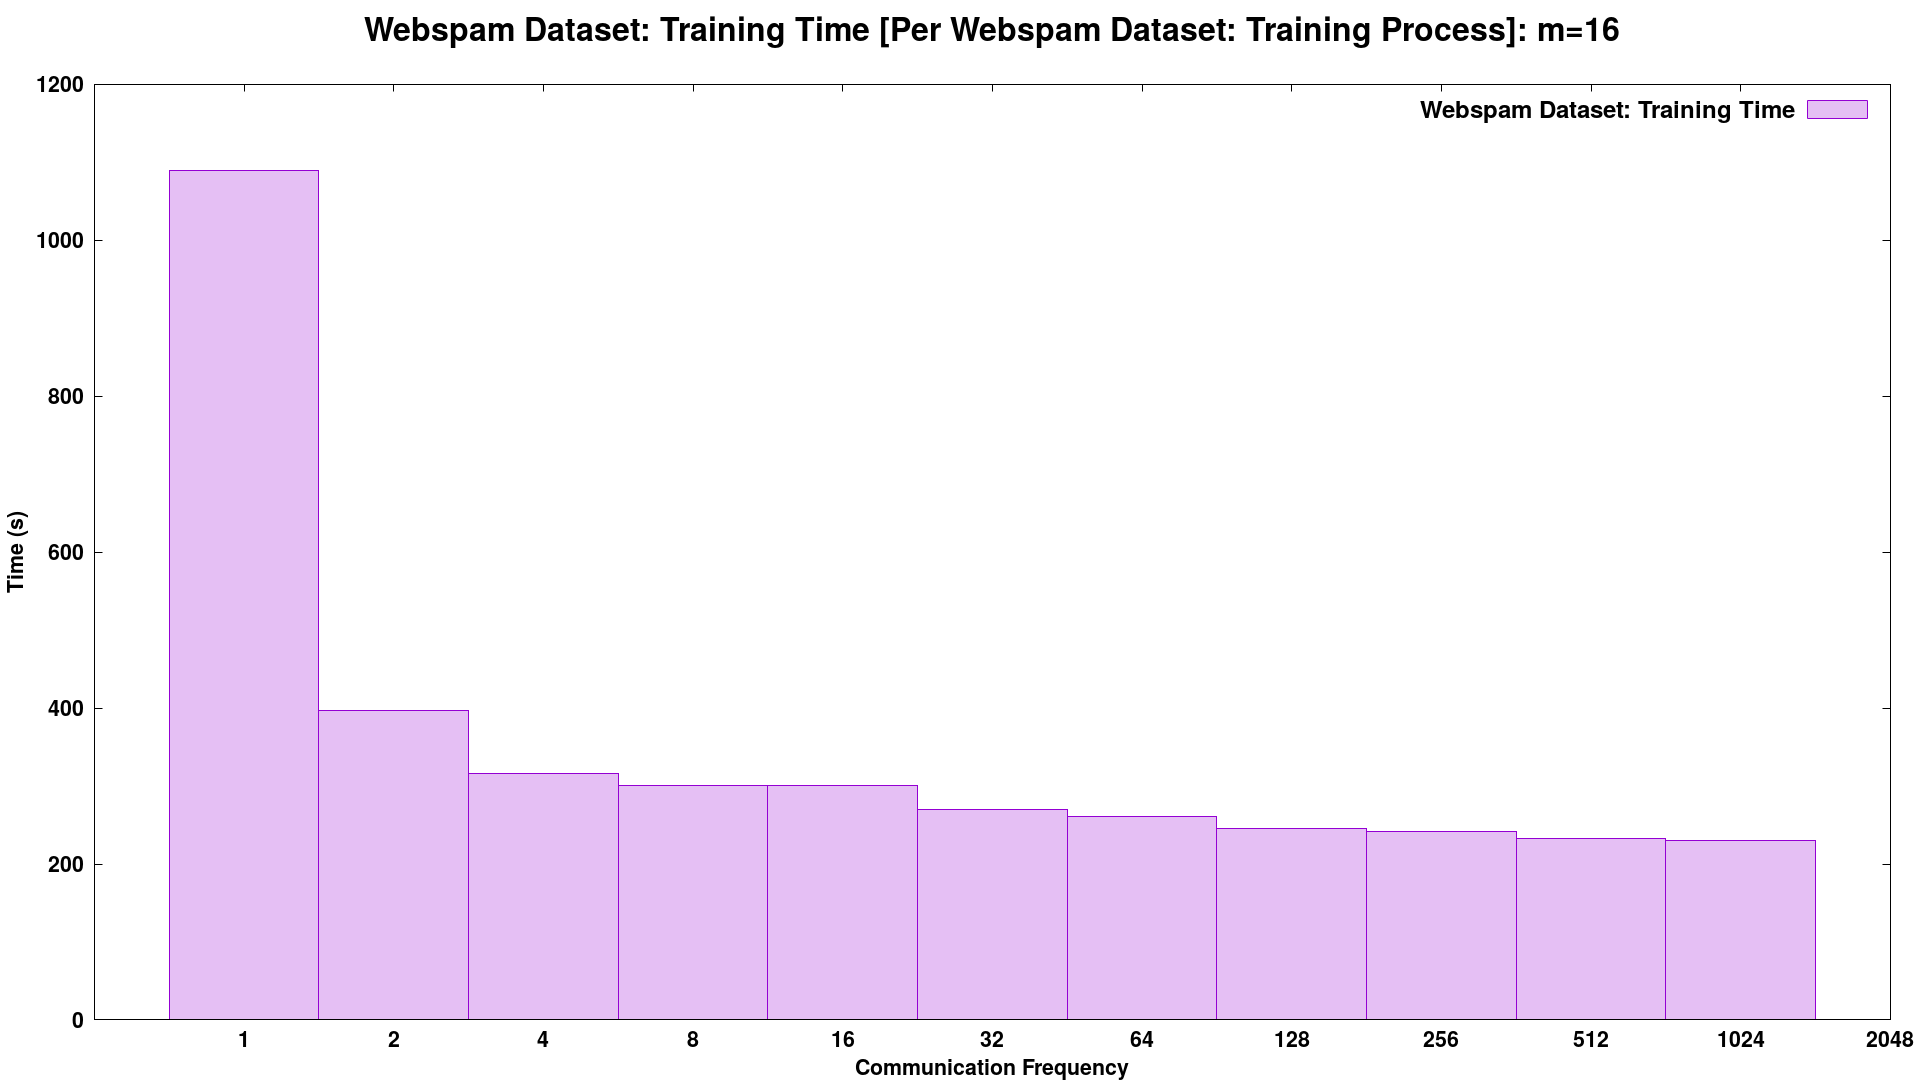 Webspam Dataset: Training Time [Per Webspam Dataset: Training Process]: m=16
Webspam Dataset: Training Time
1200
1000
800
600
400
200
0
Time (s)
1 2 4 8 16 32 64 128 256 512 1024 2048
Communication Frequency